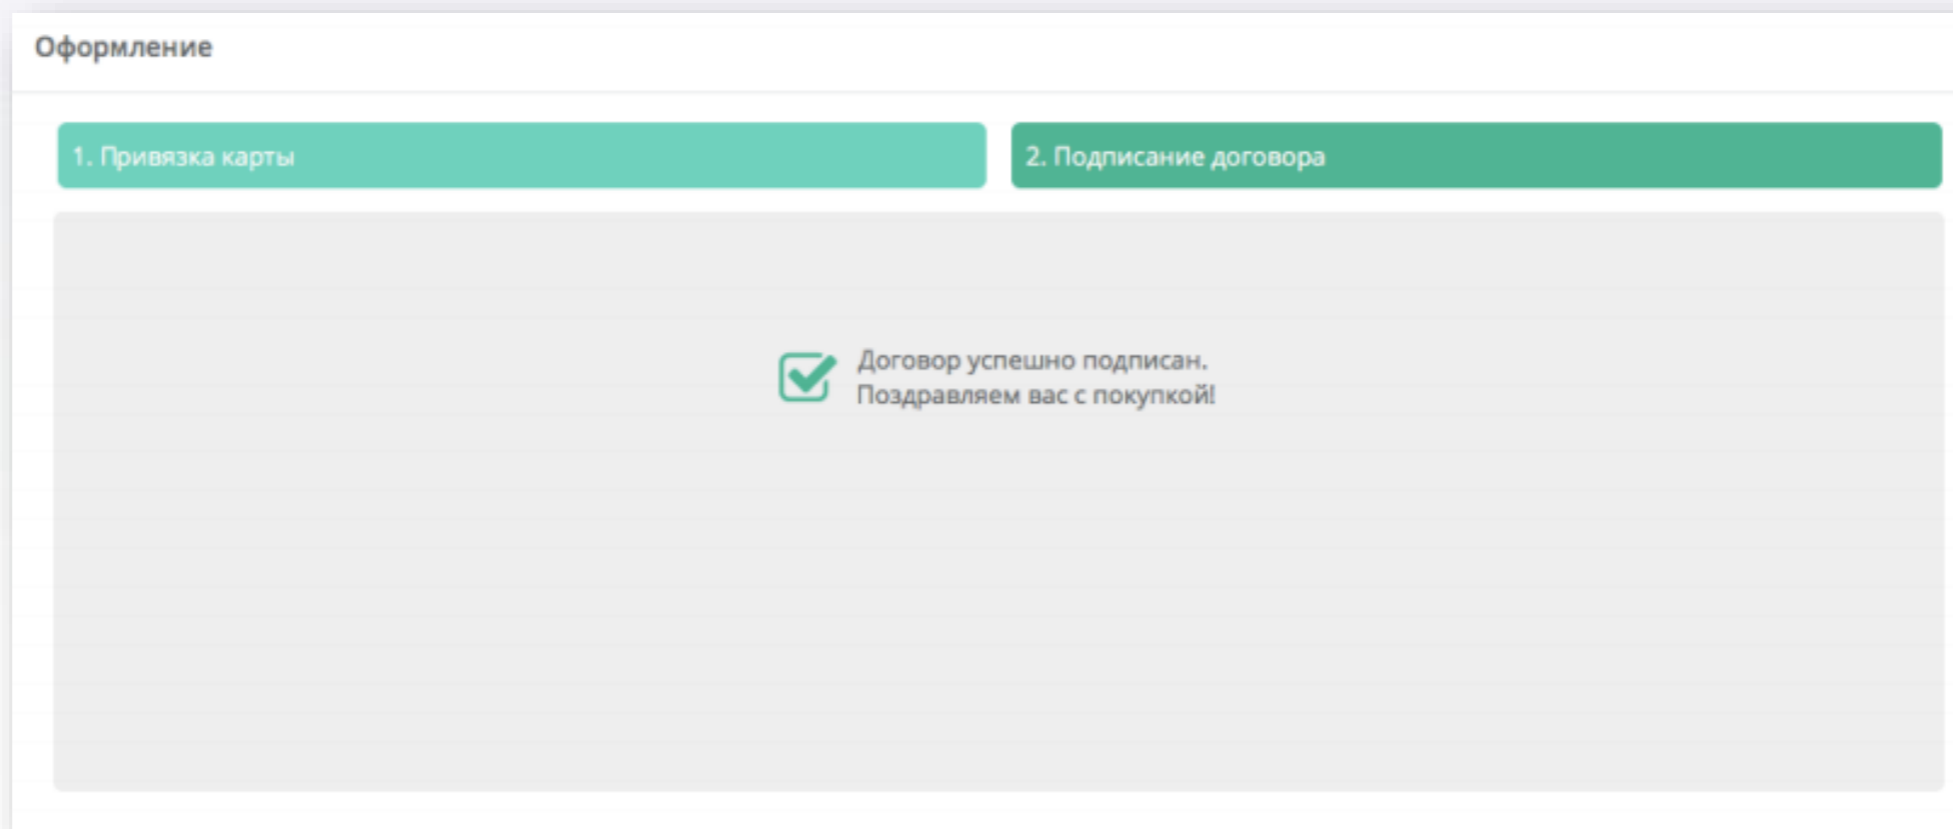 Оформление
1. Привязка карты
2. Подписание договора
Договор успешно подписан.
Поздравляем вас с покупкой!